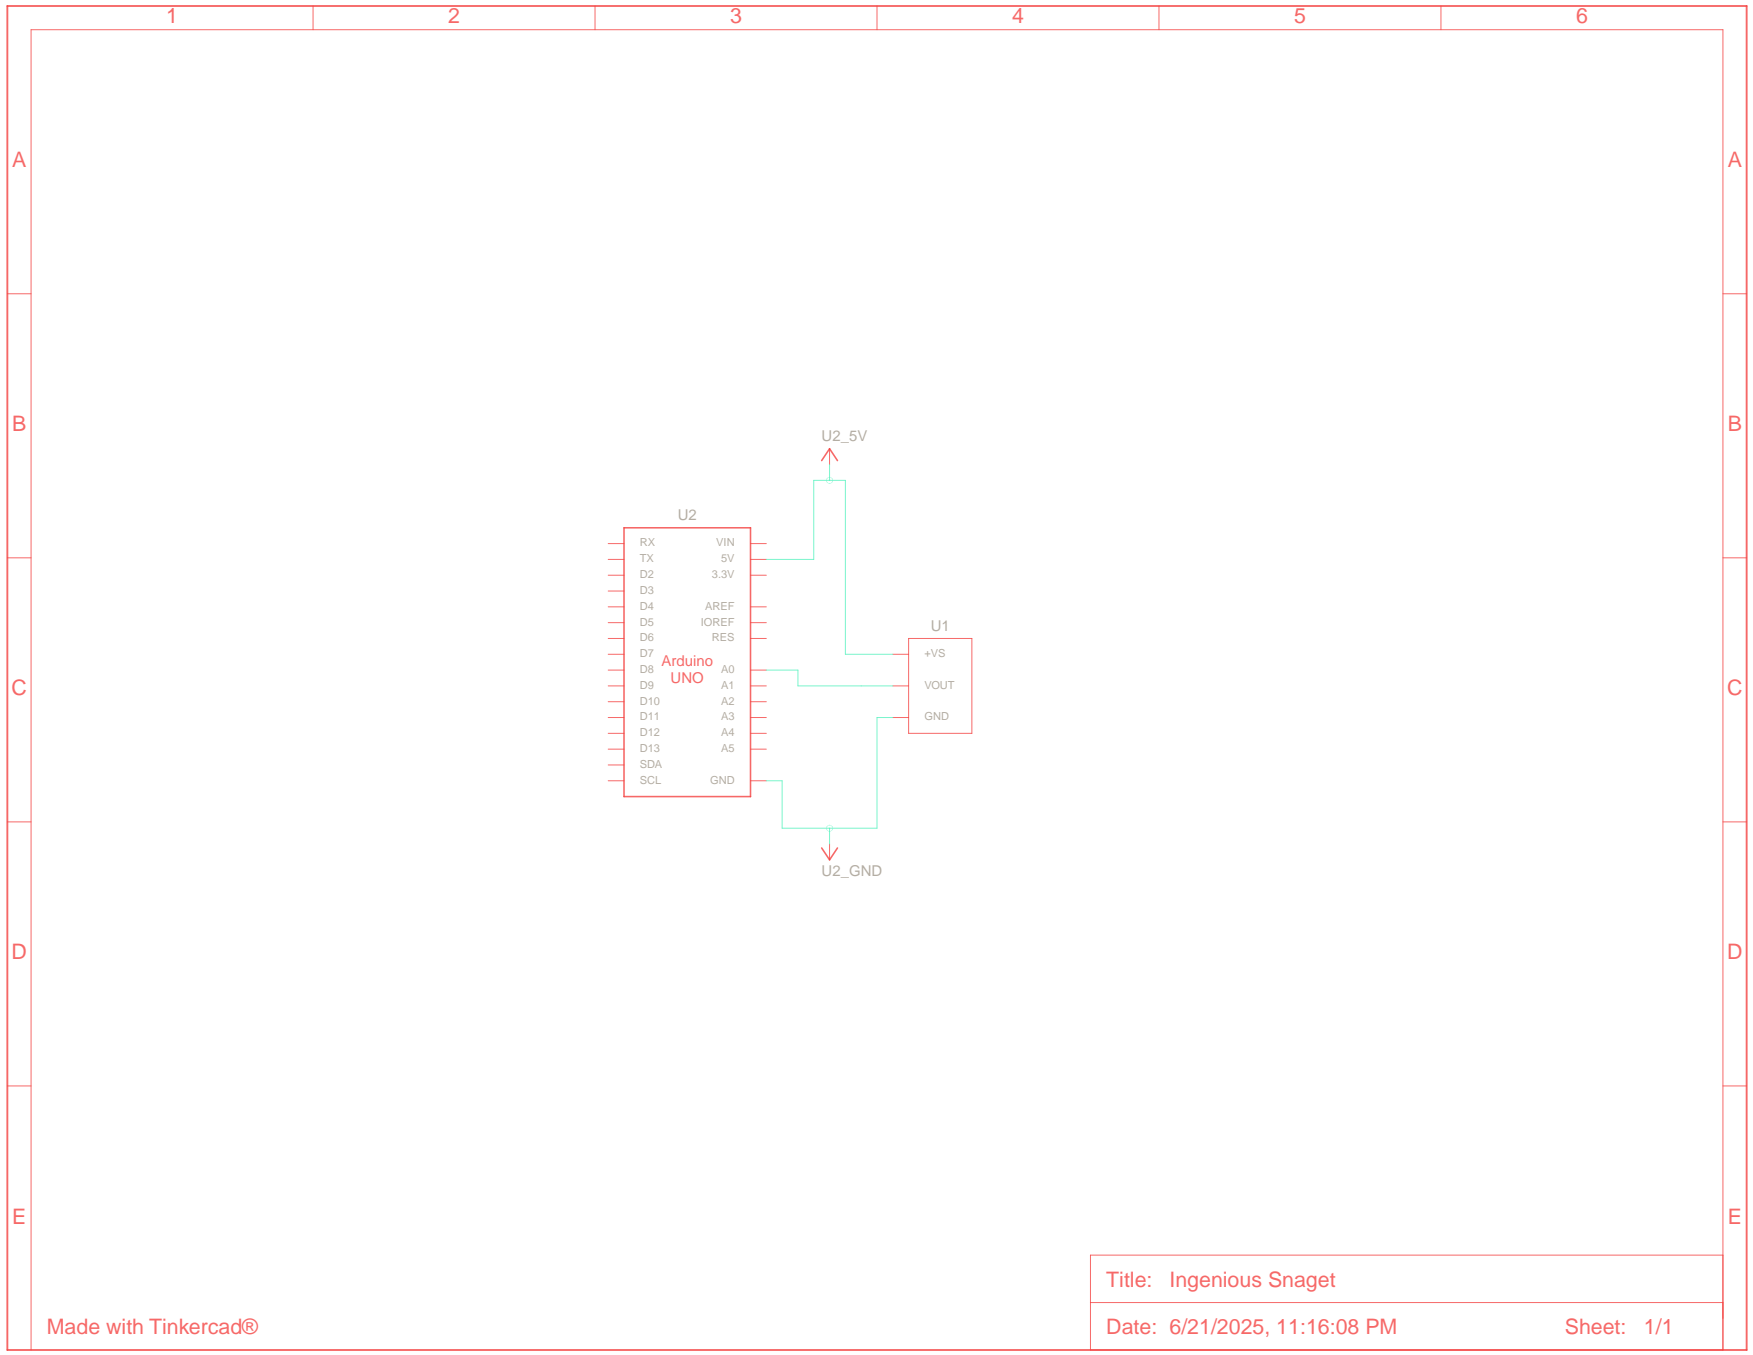 1 2 3 4 5 6
A A
B B
U2_5V
U2
RX VIN
TX 5V
D2 3.3V
D3
D4 AREF
D5 IOREF
D6 RES
U1
D7
+VS
Arduino
D8 A0
UNO
D9 A1
VOUT
C C
D10 A2
D11 A3
GND
D12 A4
D13 A5
SDA
SCL GND
U2_GND
D D
E E
Title: Ingenious Snaget
Made with Tinkercad®
Date: 6/21/2025, 11:16:08 PM Sheet: 1/1